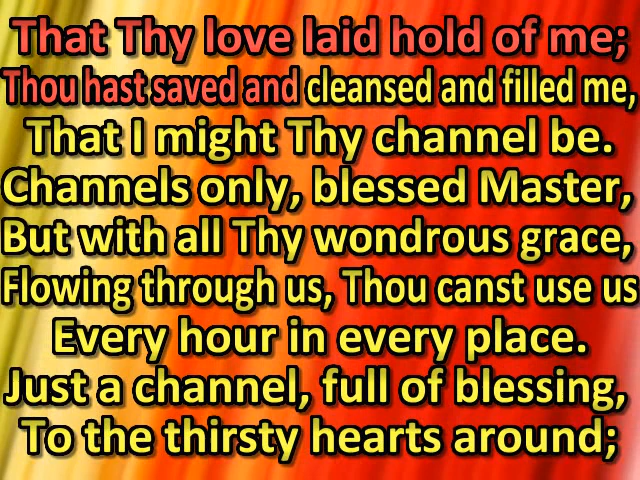 That Thy love laid hold of me;
Thou hast saved and cleansed and filled me,
That I might Thy channel be.
Channels only, blessed Master,
But with all Thy wondrous grace,
Flowing through us, Thou canst use us
Every hour in every place.
Just a channel, full of blessing,
To the thirsty hearts around;